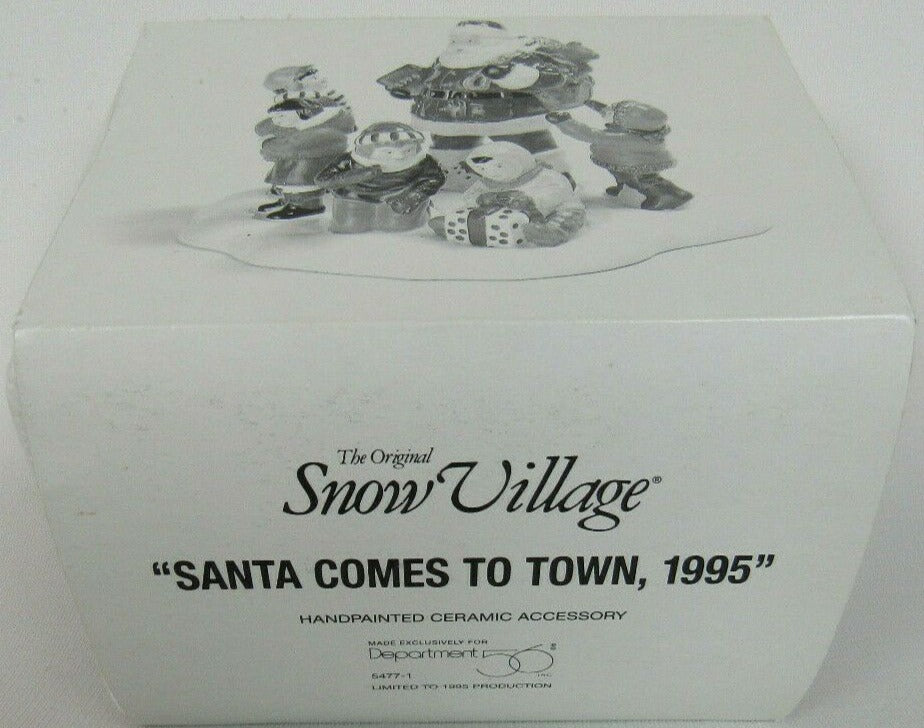 The Original
Snow Village®
“SANTA COMES TO TOWN, 1995”
HANDPAINTED CERAMIC ACCESSORY
MADE EXCLUSIVELY FOR
Department 56®
INC.
5477-1
LIMITED TO 1995 PRODUCTION